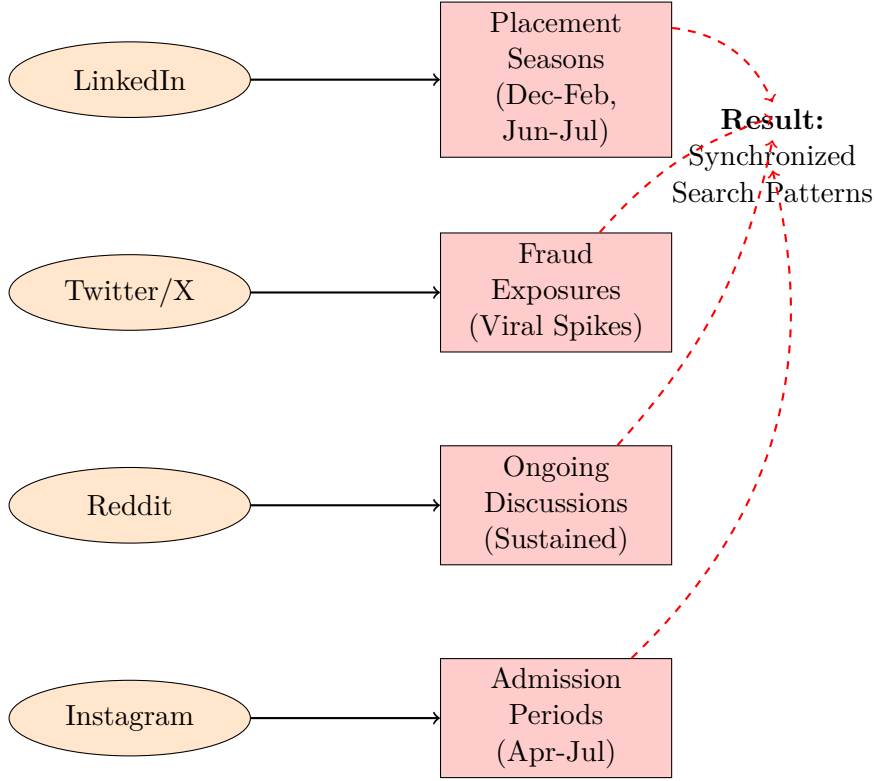 LinkedIn
Placement
Seasons
(Dec-Feb,
Jun-Jul)
Result:
Synchronized
Search Patterns
Twitter/X
Fraud
Exposures
(Viral Spikes)
Reddit
Ongoing
Discussions
(Sustained)
Instagram
Admission
Periods
(Apr-Jul)